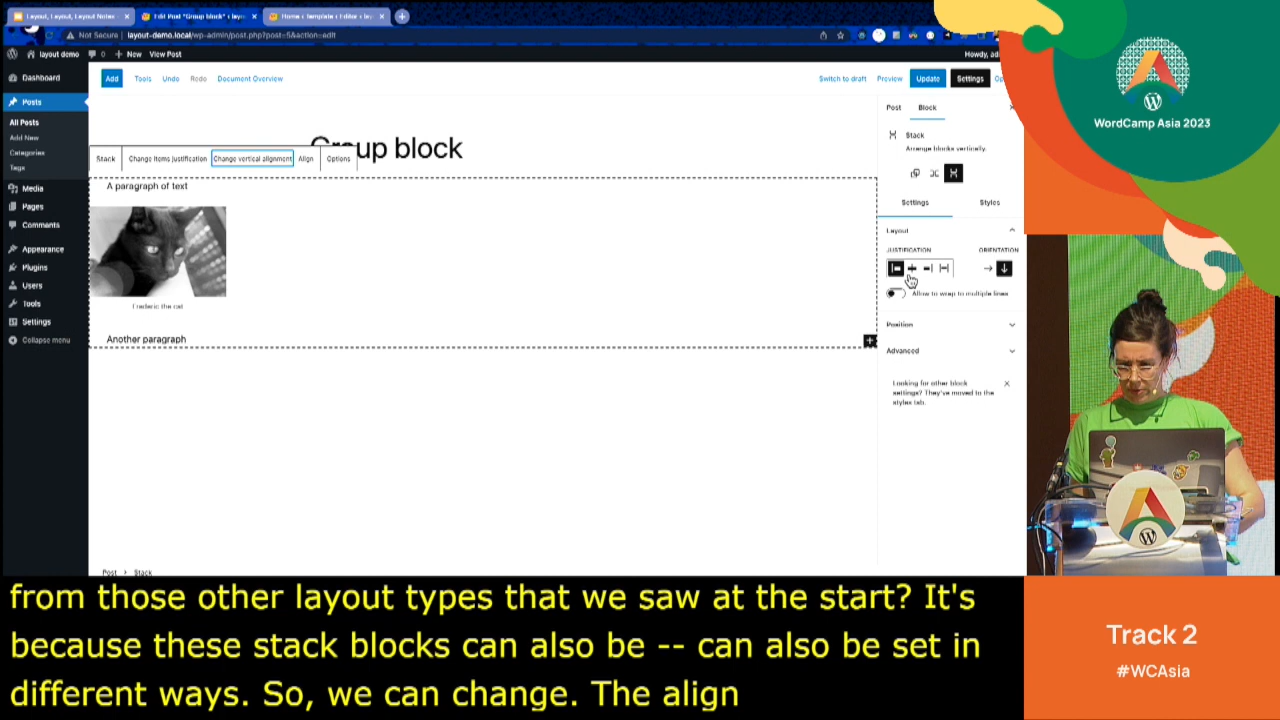 Layout, Layout, Layout Notes
Edit Post "Group block" ‹ layo
Home ‹ Template ‹ Editor ‹ lay
Not Secure
layout-demo.local/wp-admin/post.php?post=5&action=edit
layout demo
0
New
View Post
Howdy, ad
Dashboard
Posts
All Posts
Add New
Categories
Tags
Media
Pages
Comments
Appearance
Plugins
Users
Tools
Settings
Collapse menu
Add
Tools
Undo
Redo
Document Overview
Switch to draft
Preview
Update
Settings
Group block
Stack
Change items justification
Change vertical alignment
Align
Options
A paragraph of text
Frederic the cat
Another paragraph
Post
Block
Stack
Arrange blocks vertically.
Settings
Styles
Layout
JUSTIFICATION
ORIENTATION
Allow to wrap to multiple lines
Position
Advanced
Looking for other block
settings? They've moved to the
styles tab.
Post > Stack
WordCamp Asia 2023
from those other layout types that we saw at the start? It's
because these stack blocks can also be -- can also be set in
different ways. So, we can change. The align
Track 2
#WCAsia